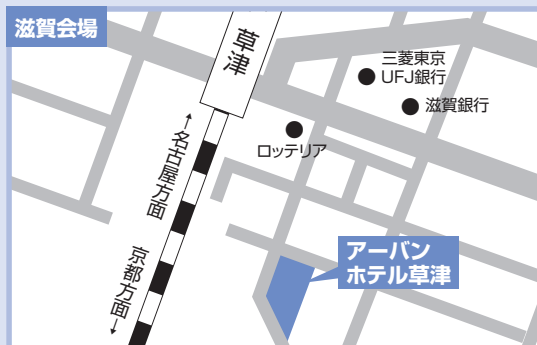 滋賀会場
草津
三菱東京
UFJ銀行
滋賀銀行
ロッテリア
←名古屋方面
京都方面→
アーバン
ホテル草津